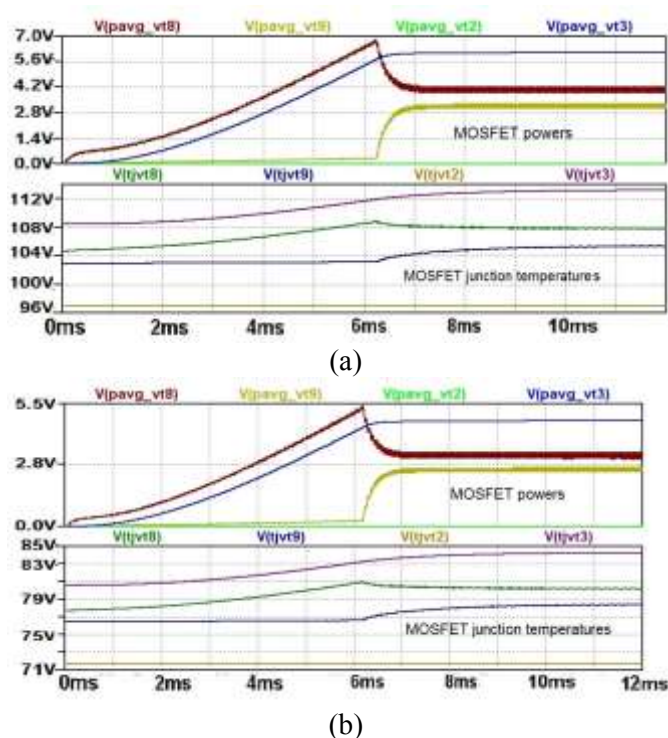 V(pavg_vt8) V(pavg_vt9) V(pavg_vt2) V(pavg_vt3)
7.0V
5.6V
4.2V
2.8V
1.4V
0.0V
MOSFET powers
V(tjvt8) V(tjvt9) V(tjvt2) V(tjvt3)
112V
108V
104V
100V
96V
MOSFET junction temperatures
0ms 2ms 4ms 6ms 8ms 10ms
(a)
V(pavg_vt8) V(pavg_vt9) V(pavg_vt2) V(pavg_vt3)
5.5V
2.8V
0.0V
MOSFET powers
V(tjvt8) V(tjvt9) V(tjvt2) V(tjvt3)
85V
83V
79V
75V
71V
MOSFET junction temperatures
0ms 2ms 4ms 6ms 8ms 10ms 12ms
(b)